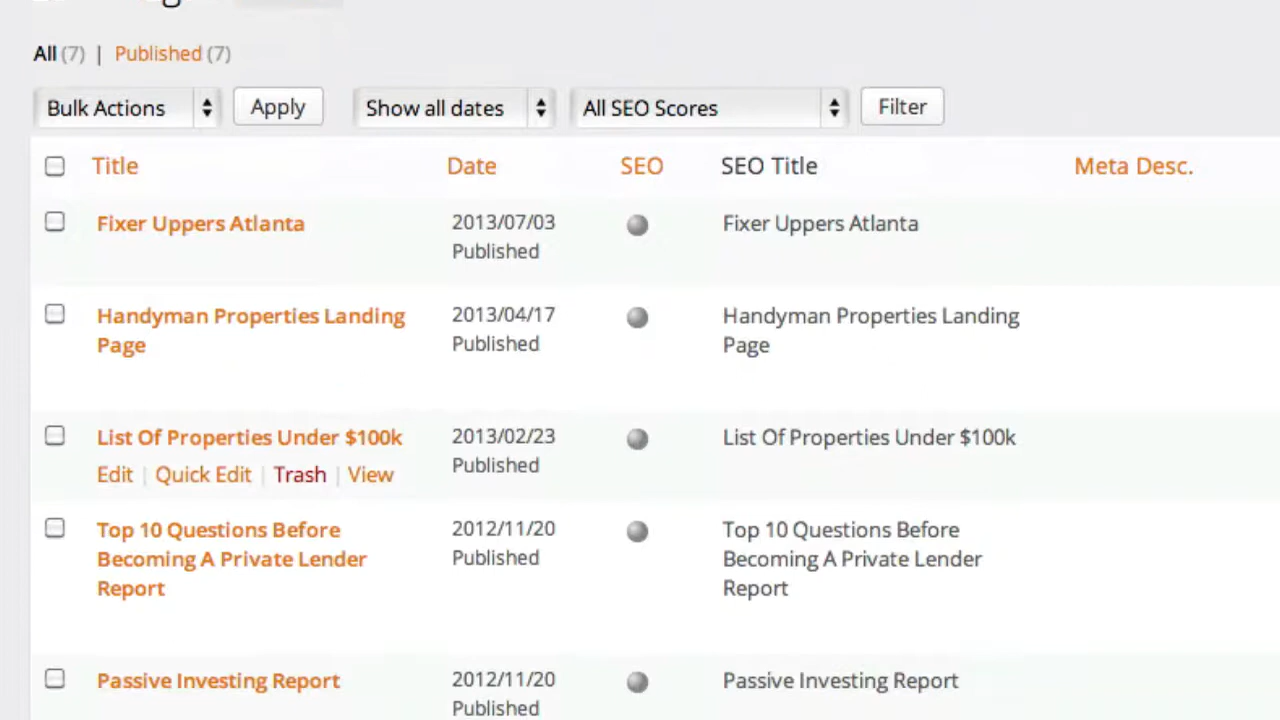 All (7) | Published (7)
Bulk Actions Apply Show all dates All SEO Scores Filter
Title Date SEO SEO Title Meta Desc.
Fixer Uppers Atlanta 2013/07/03 Fixer Uppers Atlanta
Published
Handyman Properties Landing 2013/04/17 Handyman Properties Landing
Page Published Page
List Of Properties Under $100k 2013/02/23 List Of Properties Under $100k
Edit | Quick Edit | Trash | View Published
Top 10 Questions Before 2012/11/20 Top 10 Questions Before
Becoming A Private Lender Published Becoming A Private Lender
Report Report
Passive Investing Report 2012/11/20 Passive Investing Report
Published